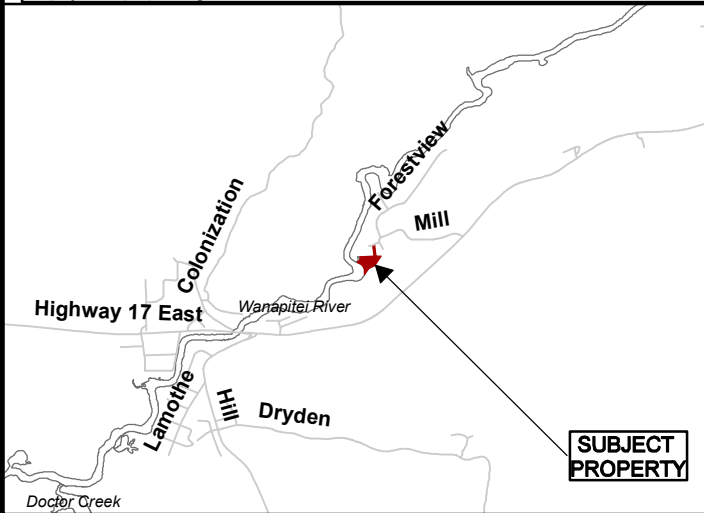 Forestview
Mill
Colonization
Highway 17 East
Wanapitei River
Lamothe
Hill
Dryden
SUBJECT
PROPERTY
Doctor Creek